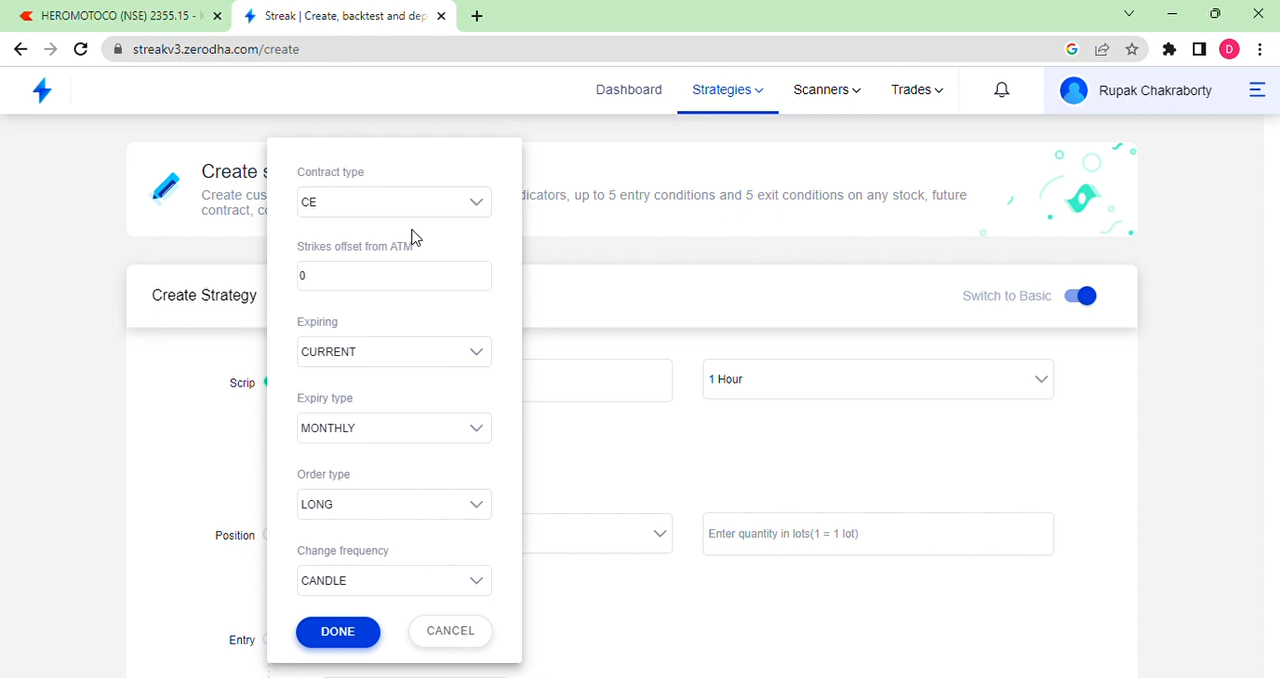 HEROMOTOCO (NSE) 2355.15 -
Streak | Create, backtest and dep
streakv3.zerodha.com/create
D
Dashboard
Strategies
Scanners
Trades
Rupak Chakraborty
Create s
Create cus
dicators, up to 5 entry conditions and 5 exit conditions on any stock, future
contract, co
Contract type
CE
Strikes offset from ATM
0
Expiring
CURRENT
Expiry type
MONTHLY
Order type
LONG
Change frequency
CANDLE
DONE
CANCEL
Create Strategy
Switch to Basic
Scrip
1 Hour
Position
Enter quantity in lots(1 = 1 lot)
Entry